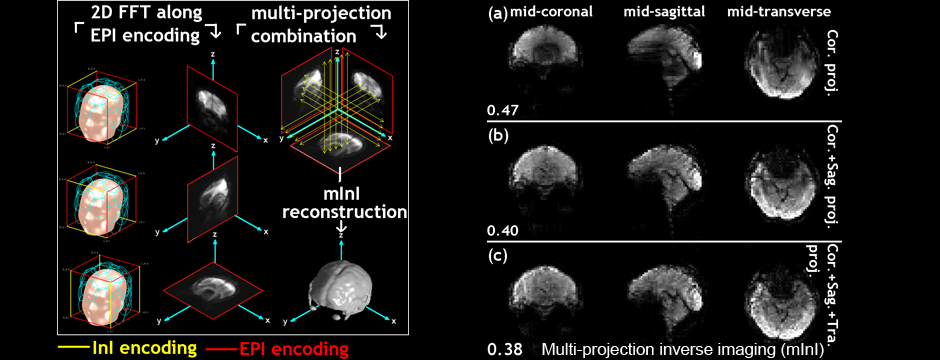 2D FFT along
EPI encoding
multi-projection
combination
z
y
x
z
y
x
z
y
x
z
y
x
mInI
reconstruction
z
y
x
InI encoding
EPI encoding
(a) mid-coronal mid-sagittal mid-transverse
Cor. proj.
0.47
(b)
Cor. +Sag. proj.
0.40
(c)
Cor. +Sag.+Tra.
proj.
0.38
Multi-projection inverse imaging (mInI)